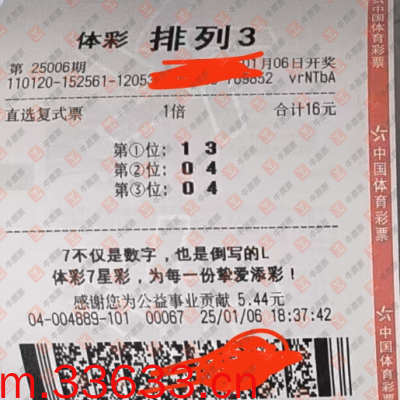 体彩 排列3
第 25006期 01月06日开奖
110120-152561-12053 709852 vrNTbA
直选复式票 1倍 合计16元
第①位: 1 3
第②位: 0 4
第③位: 0 4
7不仅是数字，也是倒写的L
体彩7星彩，为每一份挚爱添彩！
感谢您为公益事业贡献 5.44元
04-004889-101 00067 25/01/06 18:37:42
m.33633.cn
中国体育彩票
中国体育彩票